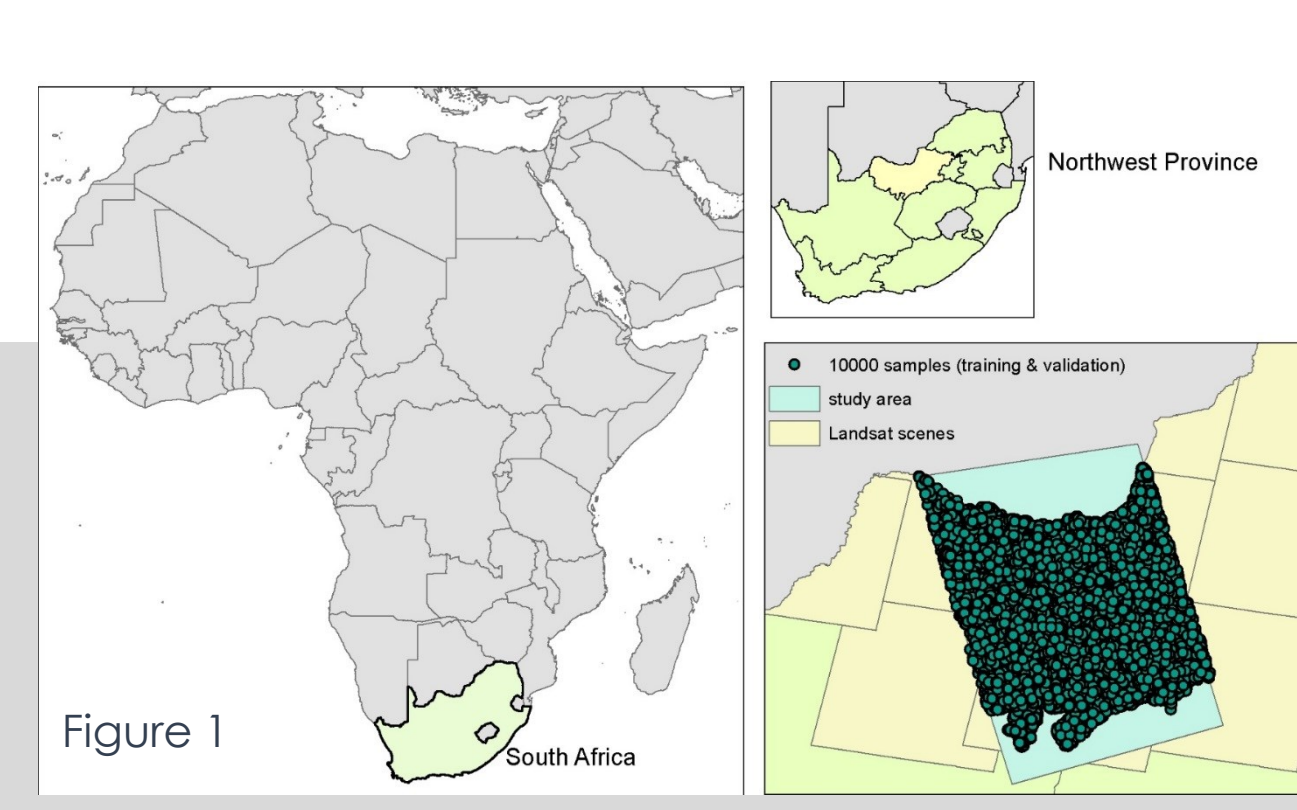 Northwest Province
10000 samples (training & validation)
study area
Landsat scenes
Figure 1
South Africa